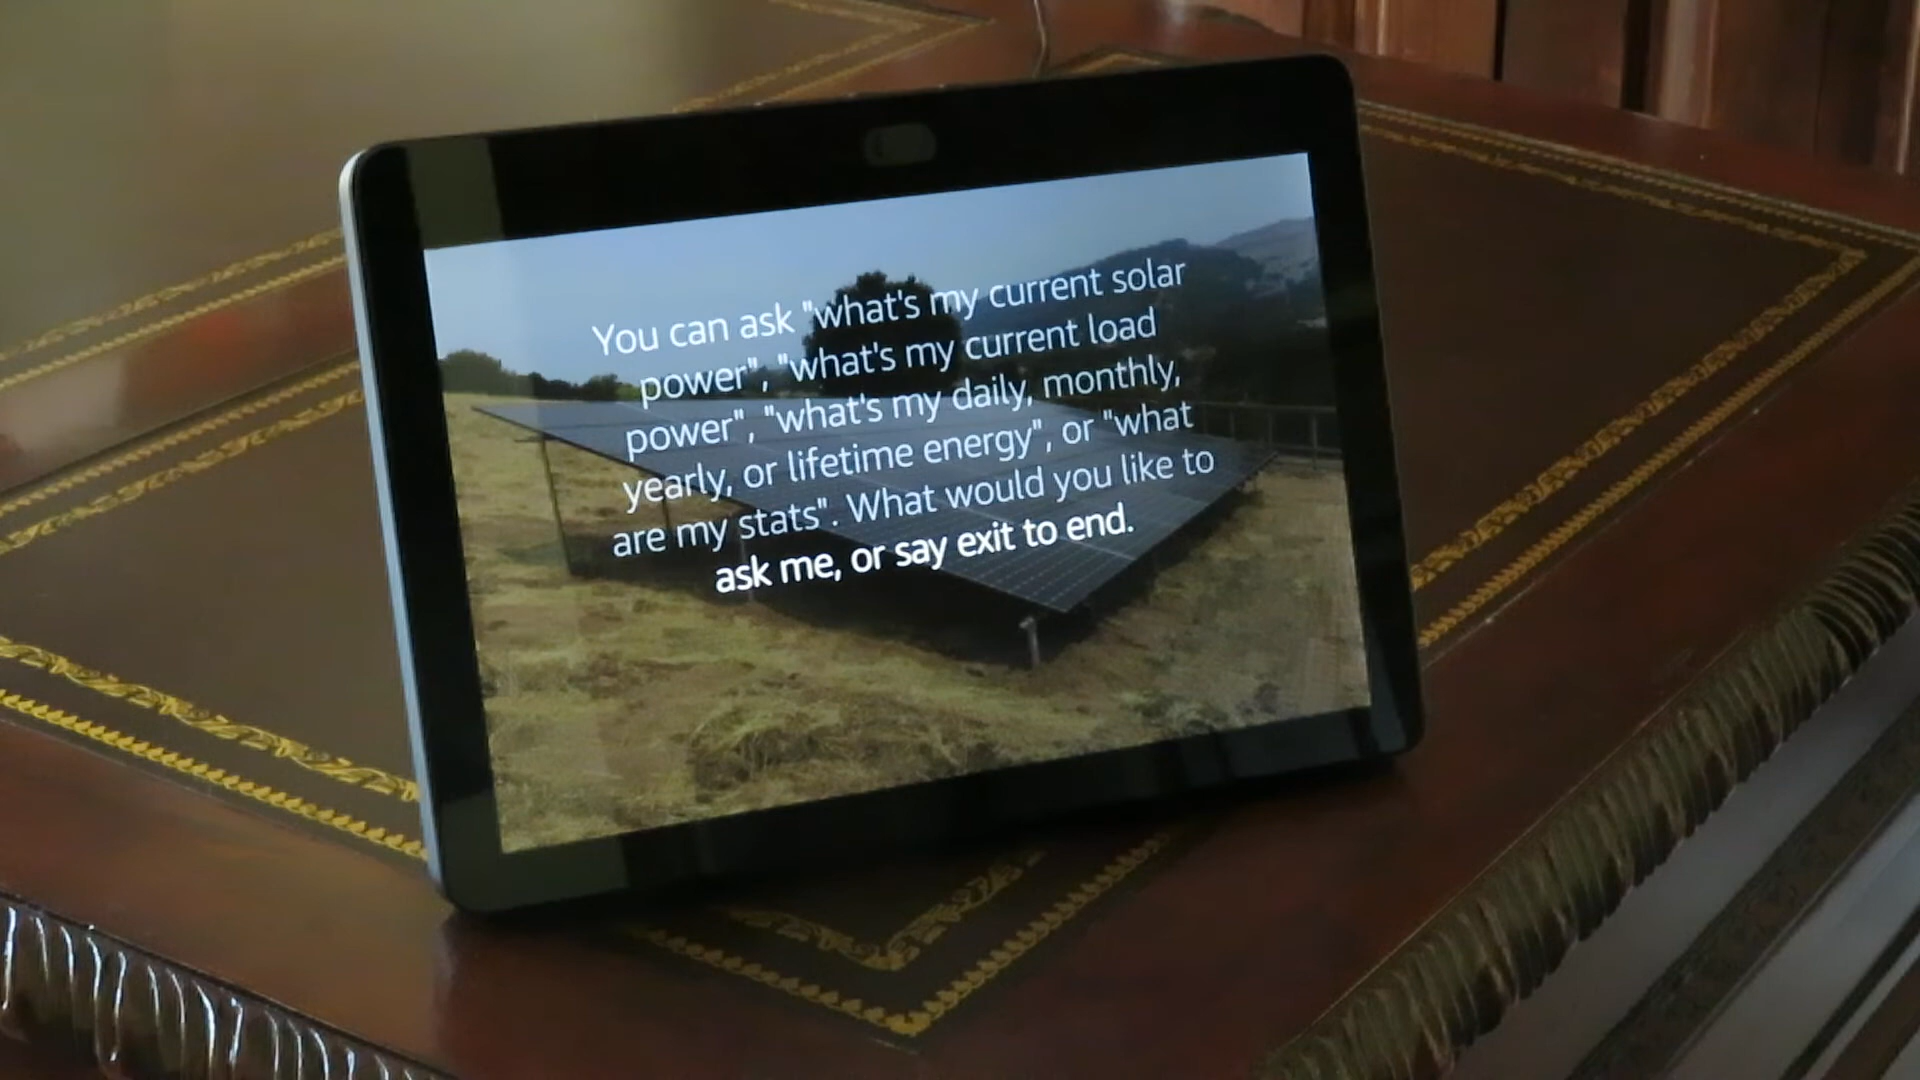 You can ask "what's my current solar
power", "what's my current load
power", "what's my daily, monthly,
yearly, or lifetime energy", or "what
are my stats". What would you like to
ask me, or say exit to end.